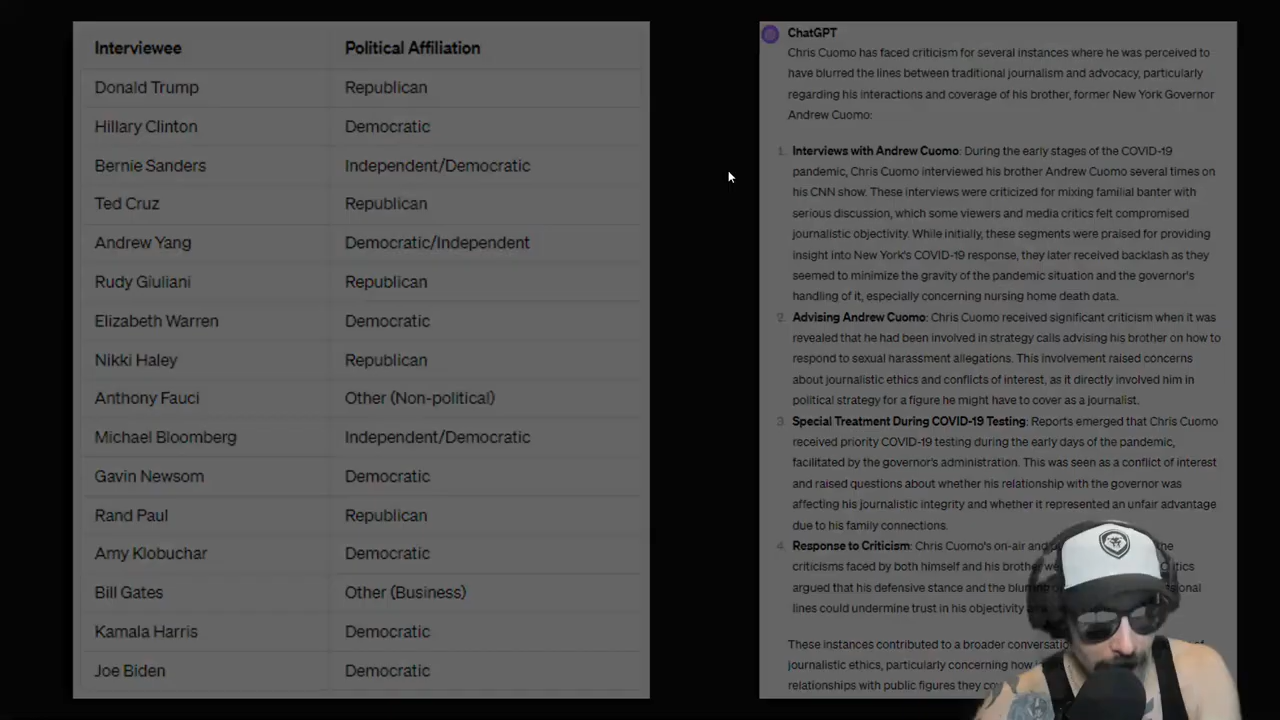 Interviewee Political Affiliation
Donald Trump Republican
Hillary Clinton Democratic
Bernie Sanders Independent/Democratic
Ted Cruz Republican
Andrew Yang Democratic/Independent
Rudy Giuliani Republican
Elizabeth Warren Democratic
Nikki Haley Republican
Anthony Fauci Other (Non-political)
Michael Bloomberg Independent/Democratic
Gavin Newsom Democratic
Rand Paul Republican
Amy Klobuchar Democratic
Bill Gates Other (Business)
Kamala Harris Democratic
Joe Biden Democratic
ChatGPT
Chris Cuomo has faced criticism for several instances where he was perceived to
have blurred the lines between traditional journalism and advocacy, particularly
regarding his interactions and coverage of his brother, former New York Governor
Andrew Cuomo:
1. Interviews with Andrew Cuomo: During the early stages of the COVID-19
pandemic, Chris Cuomo interviewed his brother Andrew Cuomo several times on
his CNN show. These interviews were criticized for mixing familial banter with
serious discussion, which some viewers and media critics felt compromised
journalistic objectivity. While initially, these segments were praised for providing
insight into New York's COVID-19 response, they later received backlash as they
seemed to minimize the gravity of the pandemic situation and the governor's
handling of it, especially concerning nursing home death data.
2. Advising Andrew Cuomo: Chris Cuomo received significant criticism when it was
revealed that he had been involved in strategy calls advising his brother on how to
respond to sexual harassment allegations. This involvement raised concerns
about journalistic ethics and conflicts of interest, as it directly involved him in
political strategy for a figure he might have to cover as a journalist.
3. Special Treatment During COVID-19 Testing: Reports emerged that Chris Cuomo
received priority COVID-19 testing during the early days of the pandemic,
facilitated by the governor's administration. This was seen as a conflict of interest
and raised questions about whether his relationship with the governor was
affecting his journalistic integrity and whether it represented an unfair advantage
due to his family connections.
4. Response to Criticism: Chris Cuomo's on-air and the
criticisms faced by both himself and his brother
argued that his defensive stance and the
lines could undermine trust in his objectivity
These instances contributed to a broader of
journalistic ethics, particularly concerning how
relationships with public figures they